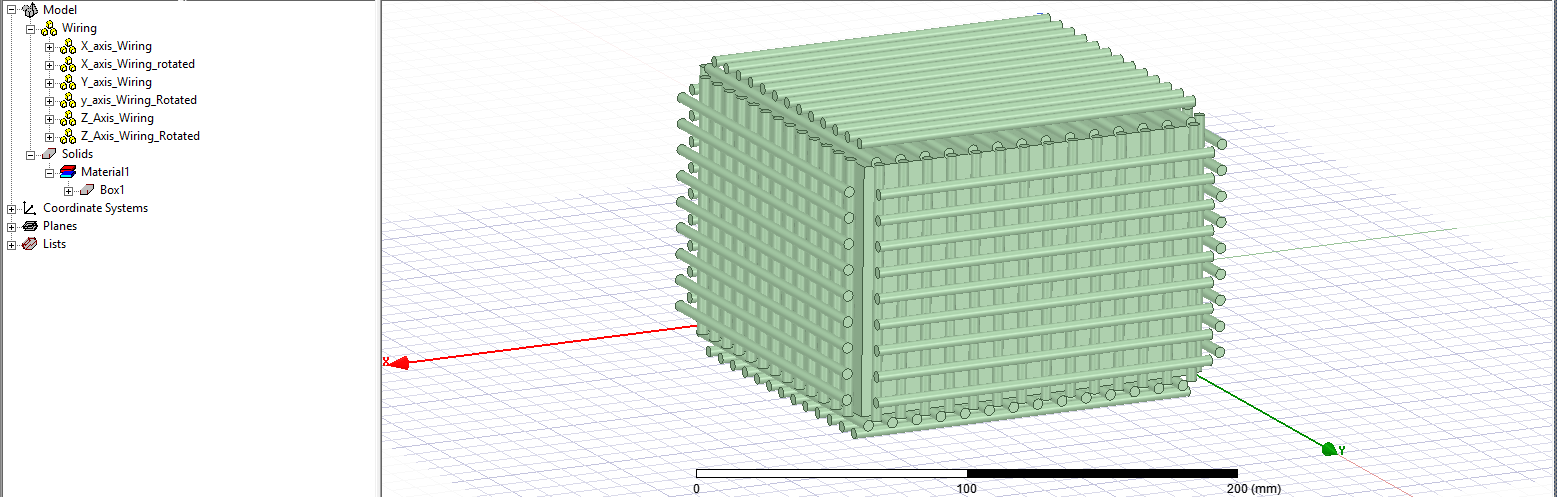 Model
Wiring
X_axis_Wiring
X_axis_Wiring_rotated
Y_axis_Wiring
y_axis_Wiring_Rotated
Z_Axis_Wiring
Z_Axis_Wiring_Rotated
Solids
Material1
Box1
Coordinate Systems
Planes
Lists
X
Y
0 100 200 (mm)